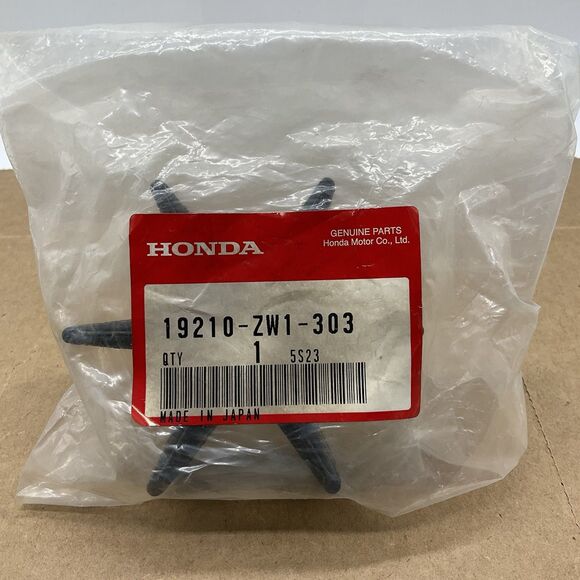 HONDA
GENUINE PARTS
Honda Motor Co., Ltd.
19210-ZW1-303
QTY 1 5S23
MADE IN JAPAN